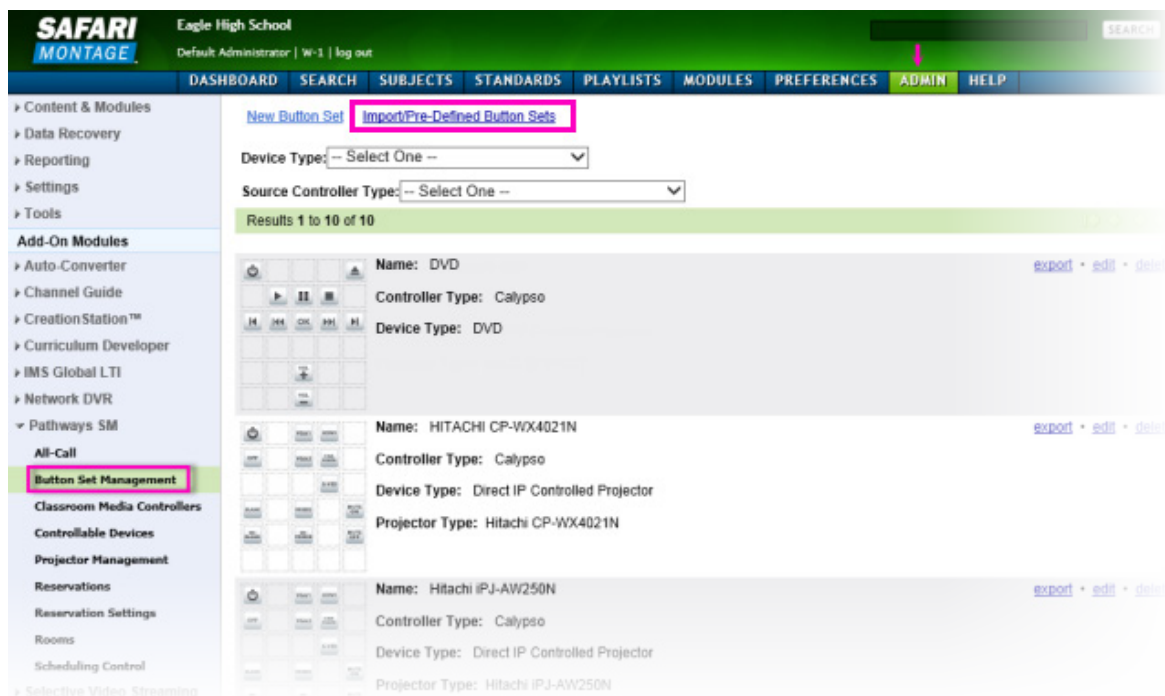 SAFARI
MONTAGE
Eagle High School
Default Administrator | W-1 | log out
SEARCH
DASHBOARD SEARCH SUBJECTS STANDARDS PLAYLISTS MODULES PREFERENCES ADMIN HELP
Content & Modules
Data Recovery
Reporting
Settings
Tools
Add-On Modules
Auto-Converter
Channel Guide
CreationStation™
Curriculum Developer
IMS Global LTI
Network DVR
Pathways SM
All-Call
Button Set Management
Classroom Media Controllers
Controllable Devices
Projector Management
Reservations
Reservation Settings
Rooms
Scheduling Control
Selective Video Streaming
New Button Set Import/Pre-Defined Button Sets
Device Type: -- Select One --
Source Controller Type: -- Select One --
Results 1 to 10 of 10
OK
Name: DVD
export - edit -
Controller Type: Calypso
Device Type: DVD
Name: HITACHI CP-WX4021N
export - edit -
Controller Type: Calypso
Device Type: Direct IP Controlled Projector
Projector Type: Hitachi CP-WX4021N
Name: Hitachi iPJ-AW250N
export - edit -
Controller Type: Calypso
Device Type: Direct IP Controlled Projector
Projector Type: Hitachi iPJ-AW250N